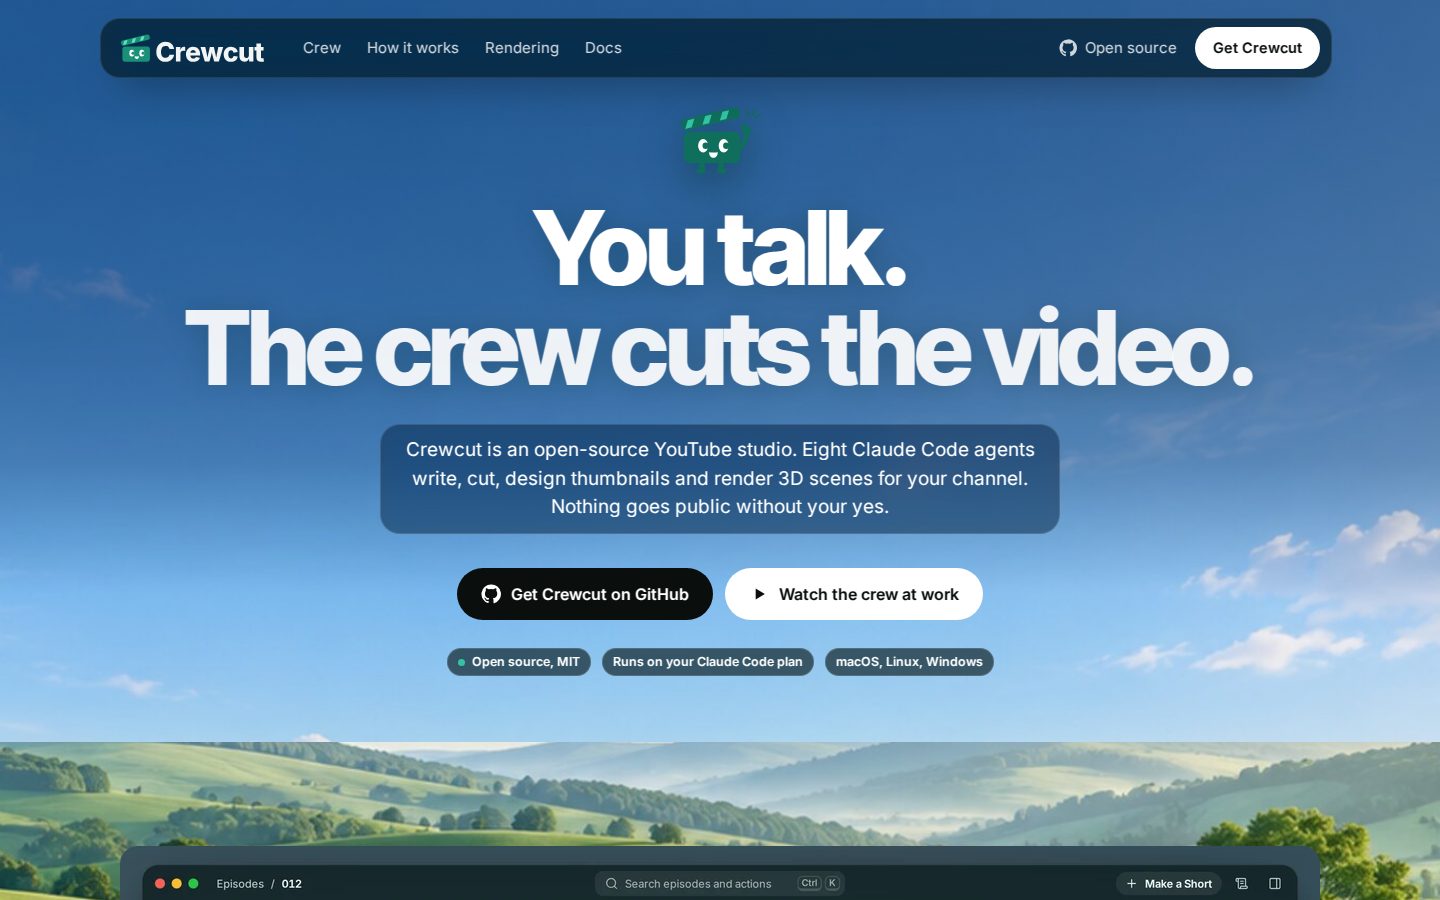 Crewcut
Crew
How it works
Rendering
Docs
Open source
Get Crewcut
You talk.
The crew cuts the video.
Crewcut is an open-source YouTube studio. Eight Claude Code agents
write, cut, design thumbnails and render 3D scenes for your channel.
Nothing goes public without your yes.
Get Crewcut on GitHub
Watch the crew at work
Open source, MIT
Runs on your Claude Code plan
macOS, Linux, Windows
Episodes / 012
Search episodes and actions
Ctrl K
Make a Short